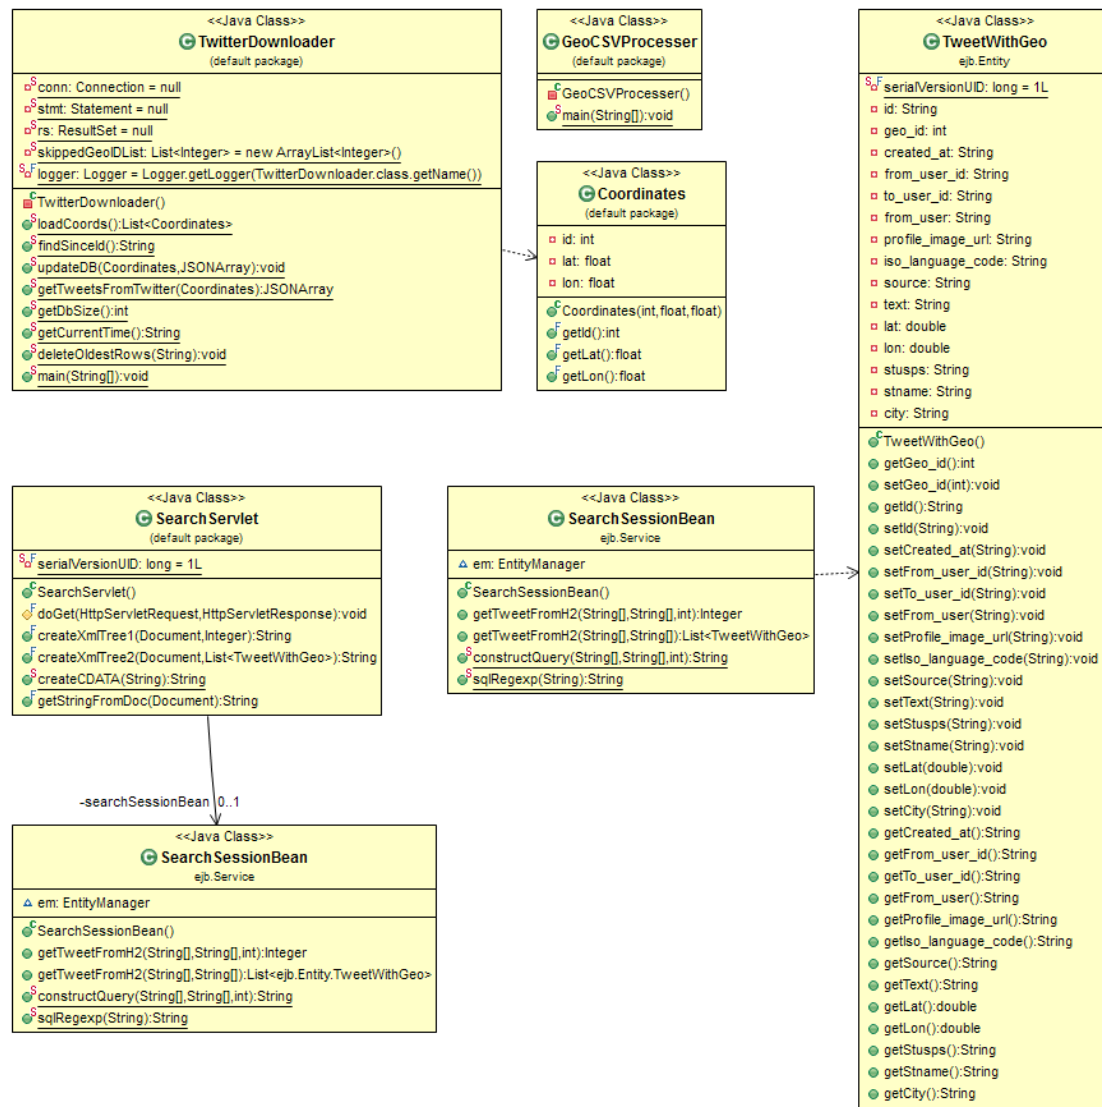 <<Java Class>>
TwitterDownloader
(default package)
conn: Connection = null
stmt: Statement = null
rs: ResultSet = null
skippedGeoIDList: List<Integer> = new ArrayList<Integer>()
logger: Logger = Logger.getLogger(TwitterDownloader.class.getName())
TwitterDownloader()
loadCoords():List<Coordinates>
findSinceId():String
updateDB(Coordinates,JSONArray):void
getTweetsFromTwitter(Coordinates):JSONArray
getDbSize():int
getCurrentTime():String
deleteOldestRows(String):void
main(String[]):void
<<Java Class>>
GeoCSVProcesser
(default package)
GeoCSVProcesser()
main(String[]):void
<<Java Class>>
Coordinates
(default package)
id: int
lat: float
lon: float
Coordinates(int,float,float)
getId():int
getLat():float
getLon():float
<<Java Class>>
TweetWithGeo
ejb.Entity
serialVersionUID: long = 1L
id: String
geo_id: int
created_at: String
from_user_id: String
to_user_id: String
from_user: String
profile_image_url: String
iso_language_code: String
source: String
text: String
lat: double
lon: double
stusps: String
stname: String
city: String
TweetWithGeo()
getGeo_id():int
setGeo_id(int):void
getId():String
setId(String):void
setCreated_at(String):void
setFrom_user_id(String):void
setTo_user_id(String):void
setFrom_user(String):void
setProfile_image_url(String):void
setIso_language_code(String):void
setSource(String):void
setText(String):void
setStusps(String):void
setStname(String):void
setLat(double):void
setLon(double):void
setCity(String):void
getCreated_at():String
getFrom_user_id():String
getTo_user_id():String
getFrom_user():String
getProfile_image_url():String
getIso_language_code():String
getSource():String
getText():String
getLat():double
getLon():double
getStusps():String
getStname():String
getCity():String
<<Java Class>>
SearchServlet
(default package)
serialVersionUID: long = 1L
SearchServlet()
doGet(HttpServletRequest,HttpServletResponse):void
createXmlTree1(Document,Integer):String
createXmlTree2(Document,List<TweetWithGeo>):String
createCDATA(String):String
getStringFromDoc(Document):String
<<Java Class>>
SearchSessionBean
ejb.Service
em: EntityManager
SearchSessionBean()
getTweetFromH2(String[],String[],int):Integer
getTweetFromH2(String[],String[]):List<TweetWithGeo>
constructQuery(String[],String[],int):String
sqlRegexp(String):String
-searchSessionBean 0..1
<<Java Class>>
SearchSessionBean
ejb.Service
em: EntityManager
SearchSessionBean()
getTweetFromH2(String[],String[],int):Integer
getTweetFromH2(String[],String[]):List<ejb.Entity.TweetWithGeo>
constructQuery(String[],String[],int):String
sqlRegexp(String):String